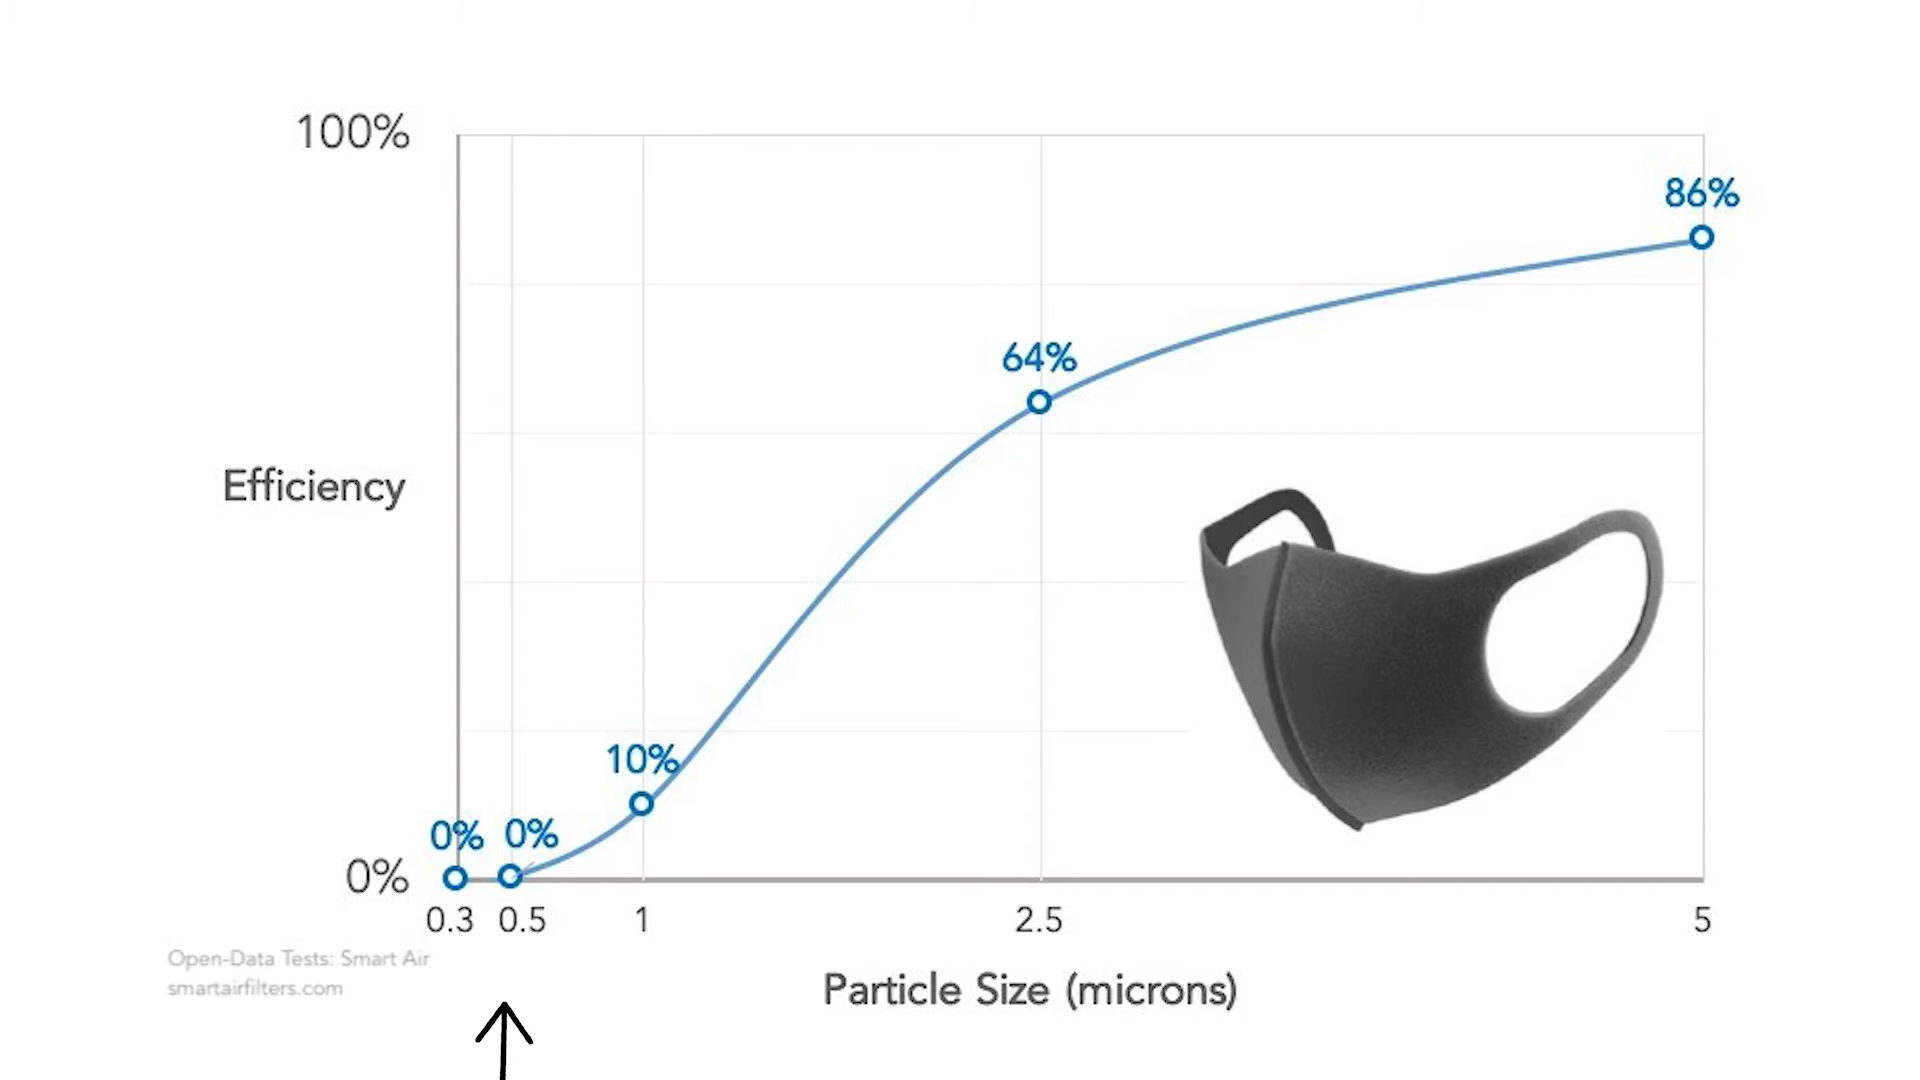 100%
86%
64%
Efficiency
10%
0% 0%
0%
0.3 0.5 1 2.5 5
Open-Data Tests: Smart Air
smartairfilters.com
Particle Size (microns)